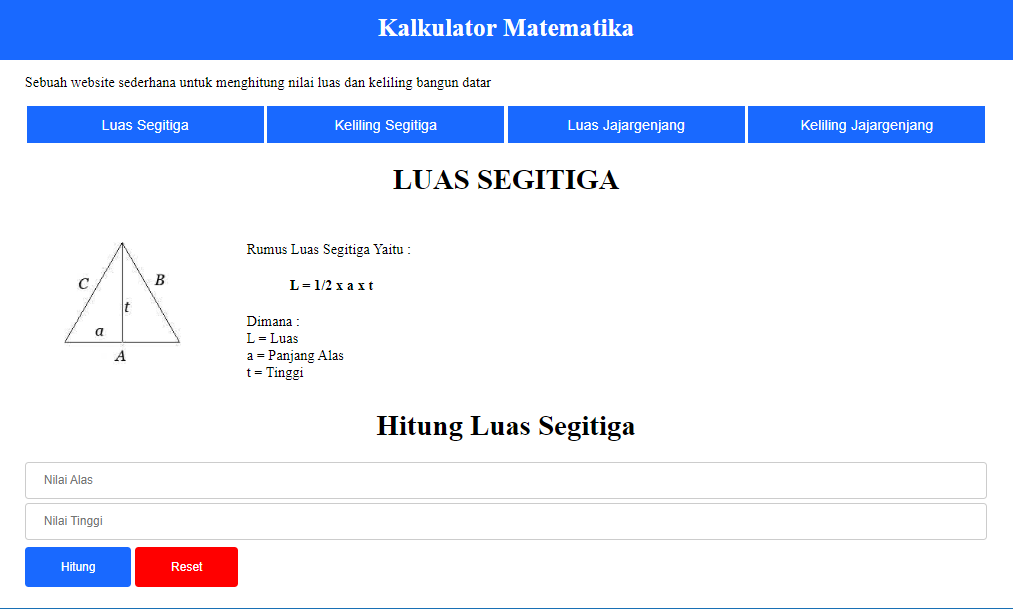 Kalkulator Matematika
Sebuah website sederhana untuk menghitung nilai luas dan keliling bangun datar
Luas Segitiga
Keliling Segitiga
Luas Jajargenjang
Keliling Jajargenjang
LUAS SEGITIGA
C
B
t
a
A
Rumus Luas Segitiga Yaitu :
L = 1/2 x a x t
Dimana :
L = Luas
a = Panjang Alas
t = Tinggi
Hitung Luas Segitiga
Nilai Alas
Nilai Tinggi
Hitung
Reset